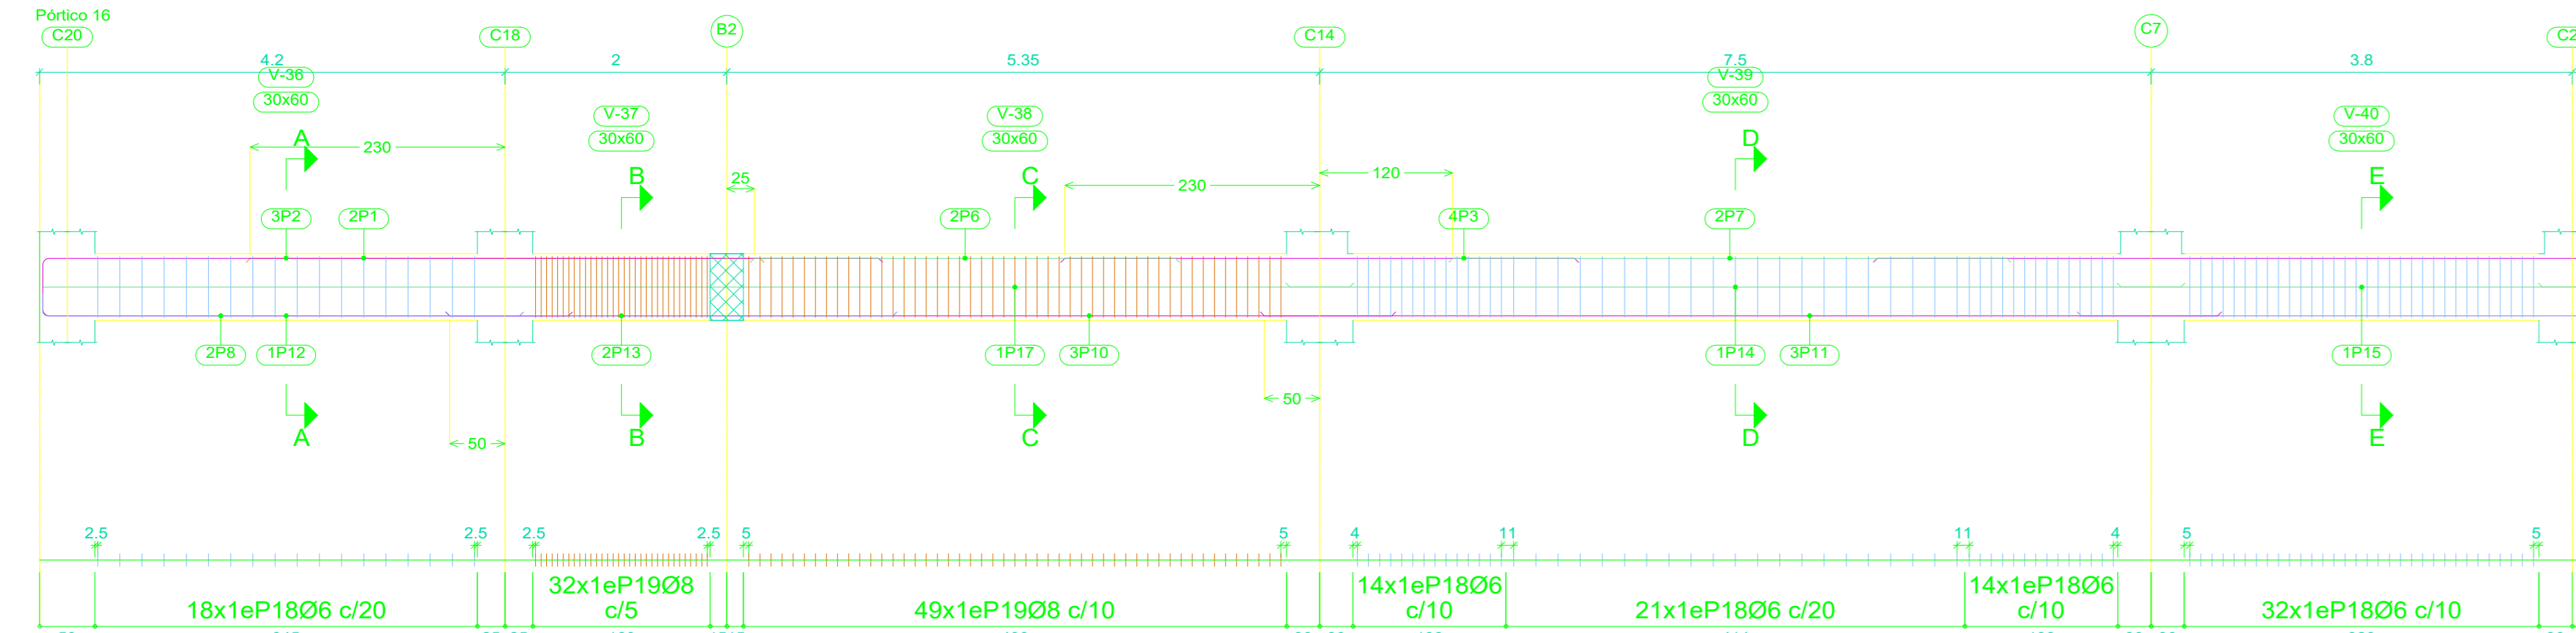 Pórtico 16
C20
C18
B2
C14
C7
4.2
2
5.35
7.5
3.8
V-36
30x60
V-37
30x60
V-38
30x60
V-39
30x60
V-40
30x60
A
B
C
D
E
230
25
230
120
3P2
2P1
2P6
4P3
2P7
2P8
1P12
2P13
1P17
3P10
1P14
3P11
1P15
50
50
A
B
C
D
E
2.5
2.5
2.5
2.5
5
5
4
11
11
4
5
5
18x1eP18Ø6 c/20
32x1eP19Ø8
c/5
49x1eP19Ø8 c/10
14x1eP18Ø6
c/10
21x1eP18Ø6 c/20
14x1eP18Ø6
c/10
32x1eP18Ø6 c/10